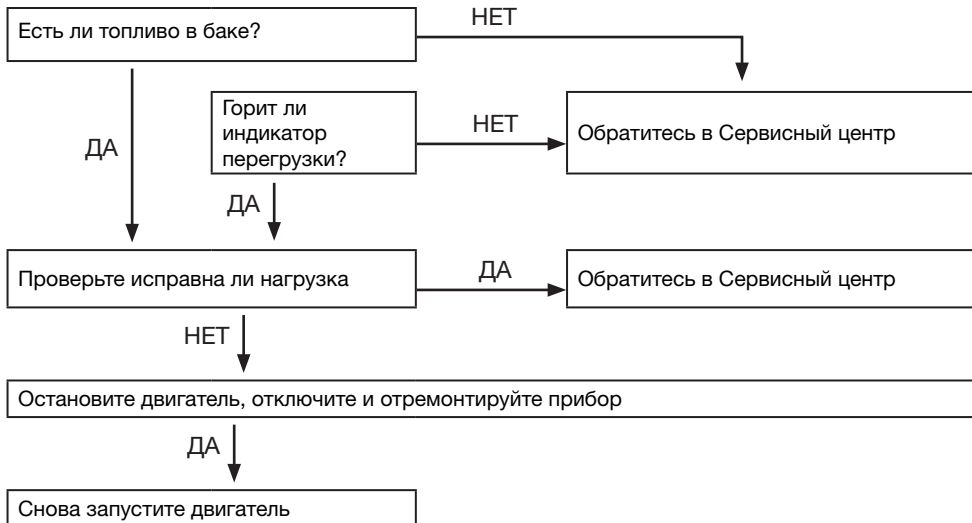 НЕТ
Есть ли топливо в баке?
Горит ли
индикатор
перегрузки?
НЕТ
Обратитесь в Сервисный центр
ДА
ДА
Проверьте исправна ли нагрузка
ДА
Обратитесь в Сервисный центр
НЕТ
Остановите двигатель, отключите и отремонтируйте прибор
ДА
Снова запустите двигатель